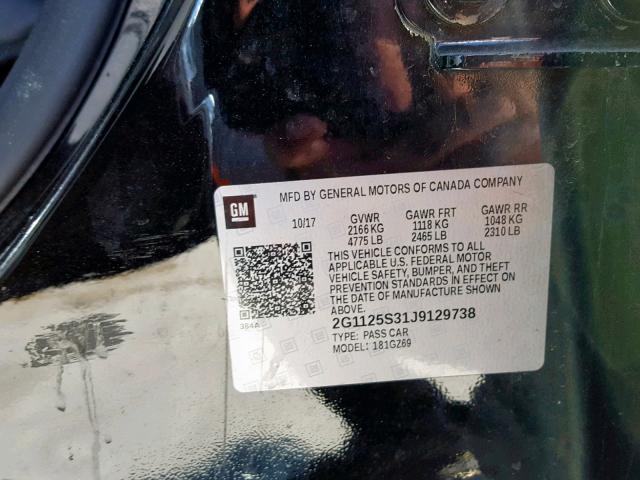 GM
MFD BY GENERAL MOTORS OF CANADA COMPANY
10/17 GVWR GAWR FRT GAWR RR
2166 KG 1118 KG 1048 KG
4775 LB 2465 LB 2310 LB
THIS VEHICLE CONFORMS TO ALL
APPLICABLE U.S. FEDERAL MOTOR
VEHICLE SAFETY, BUMPER, AND THEFT
PREVENTION STANDARDS IN EFFECT ON
THE DATE OF MANUFACTURE SHOWN
ABOVE.
384A
2G1125S31J9129738
TYPE: PASS CAR
MODEL: 181GZ69